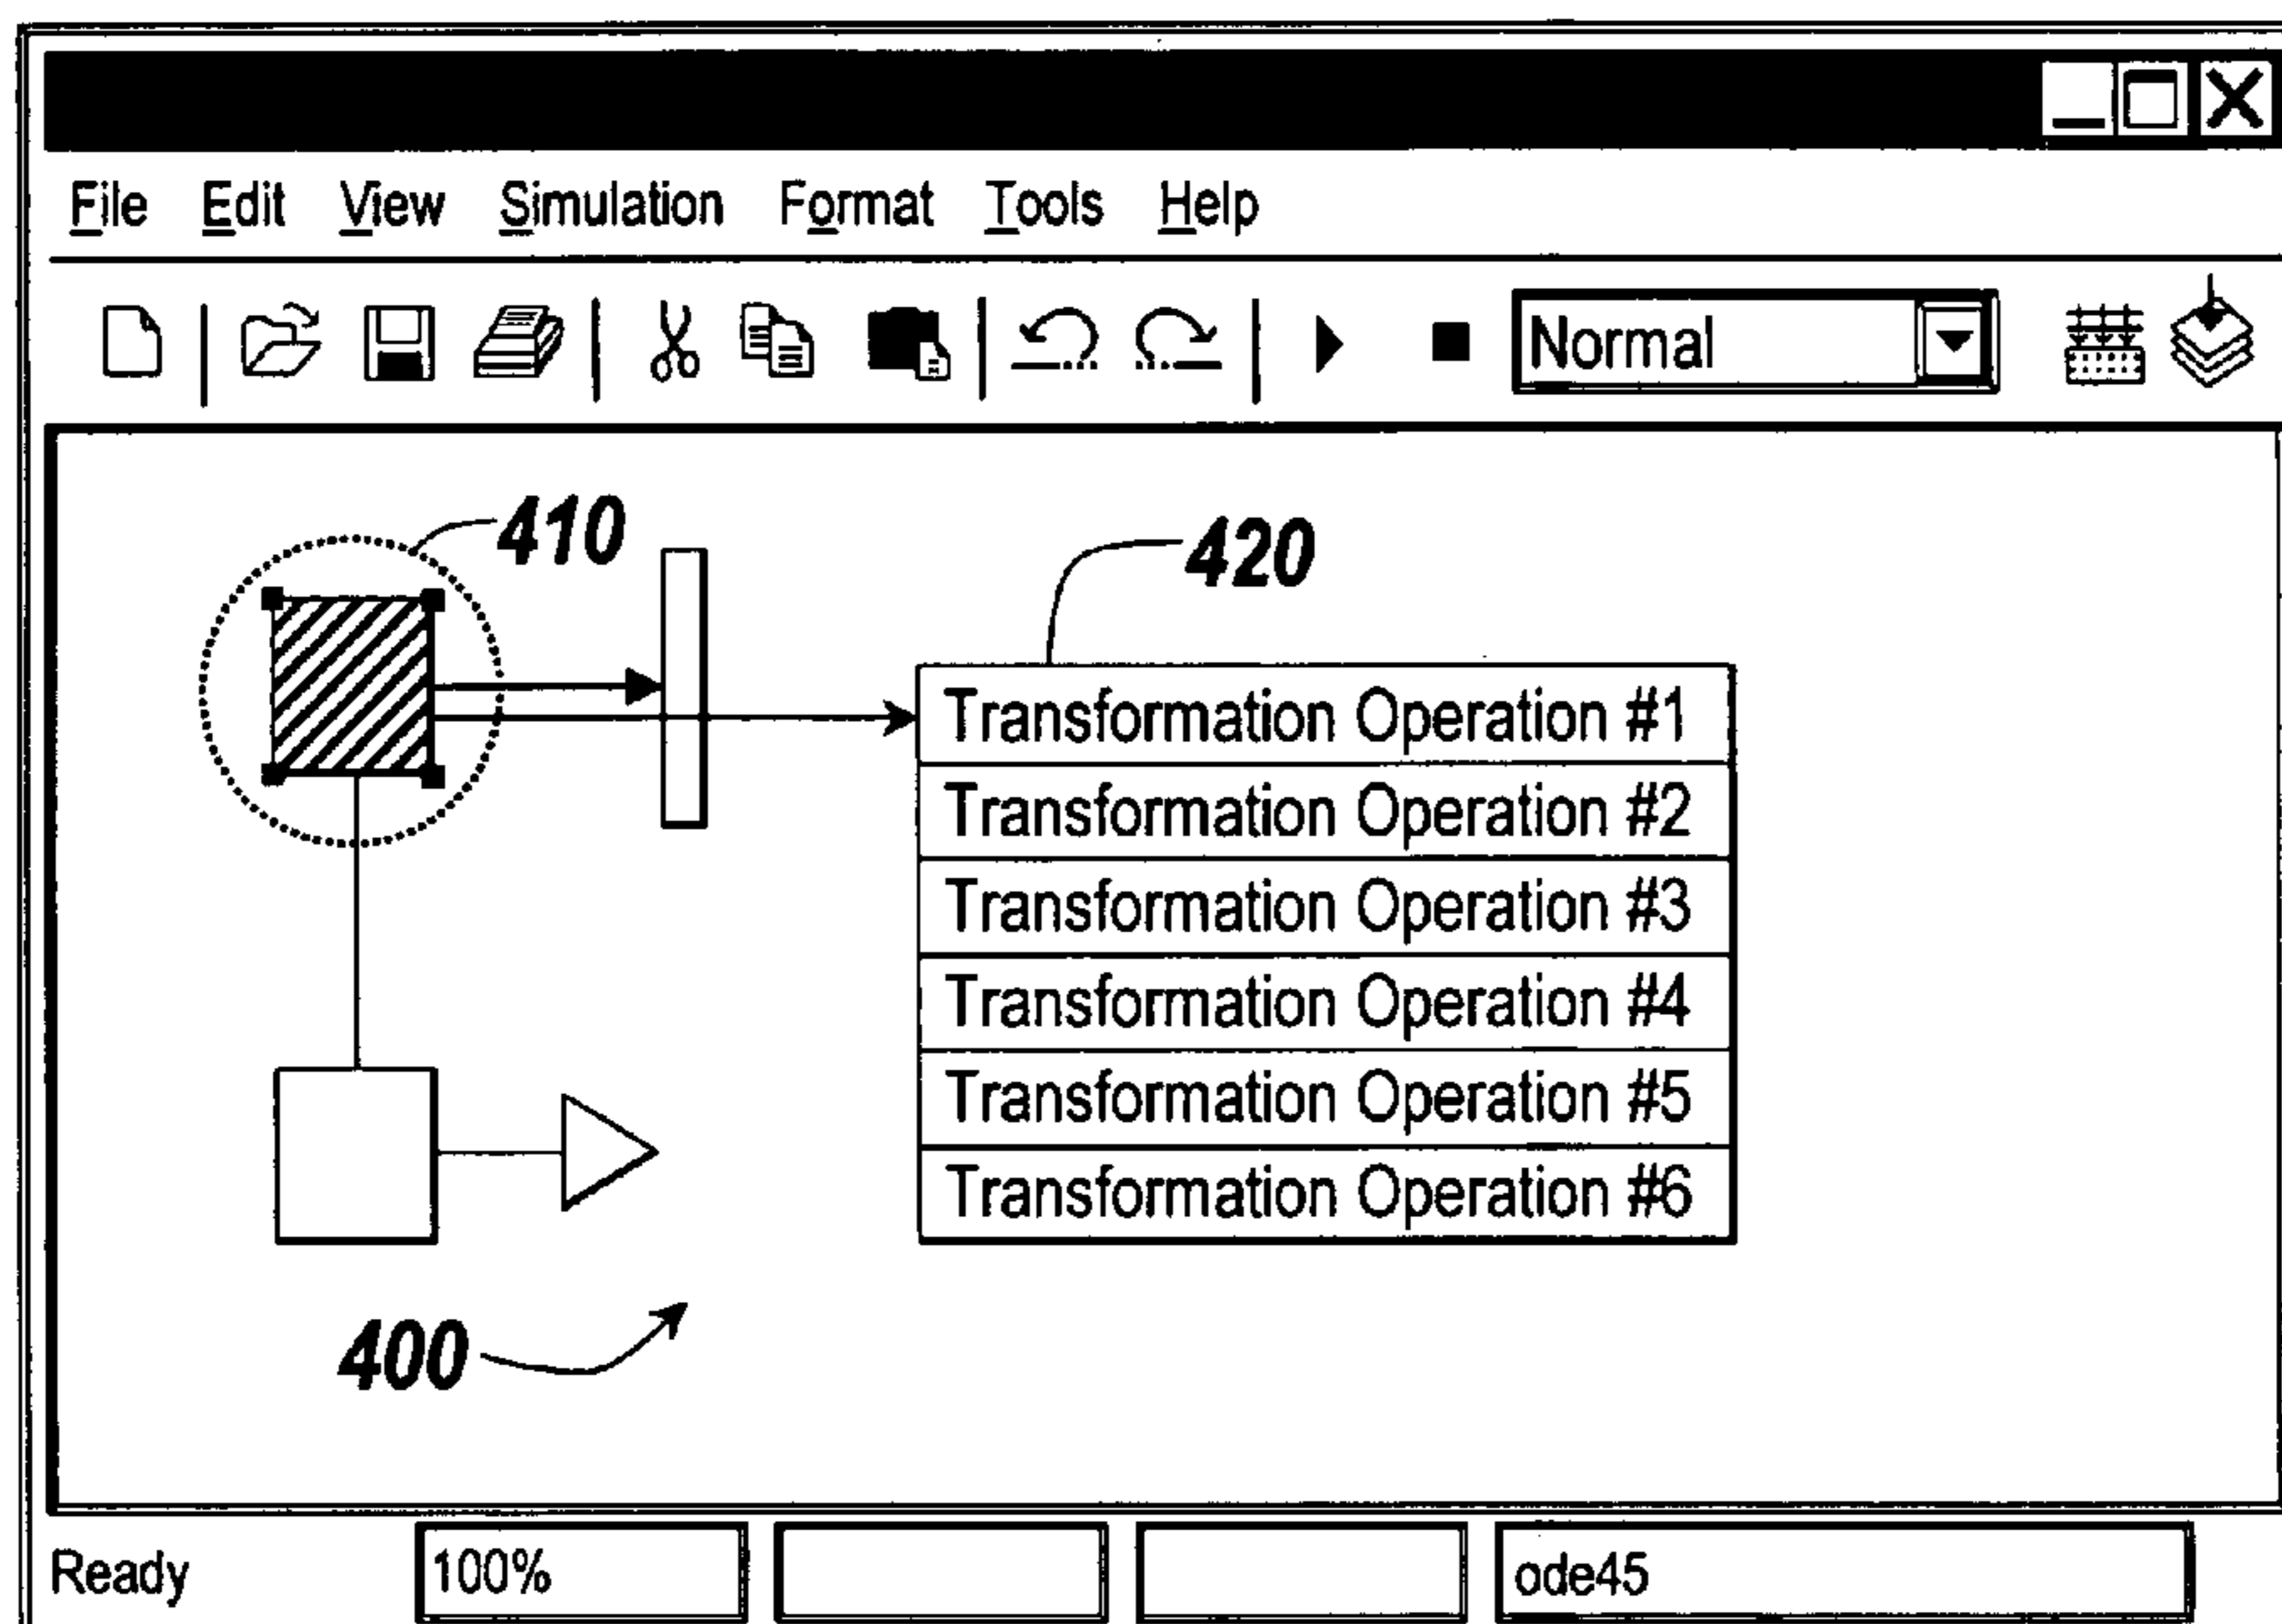 File Edit View Simulation Format Tools Help
Normal
410
420
Transformation Operation #1
Transformation Operation #2
Transformation Operation #3
Transformation Operation #4
Transformation Operation #5
Transformation Operation #6
400
Ready 100% ode45